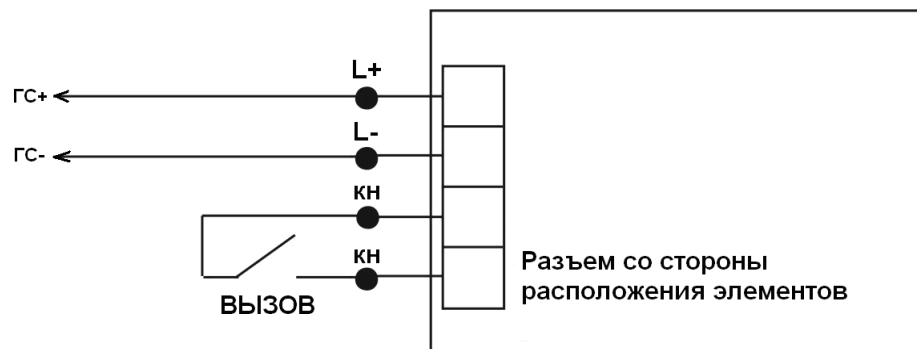 L+
ГС+
L-
ГС-
КН
КН
ВЫЗОВ
Разъем со стороны
расположения элементов